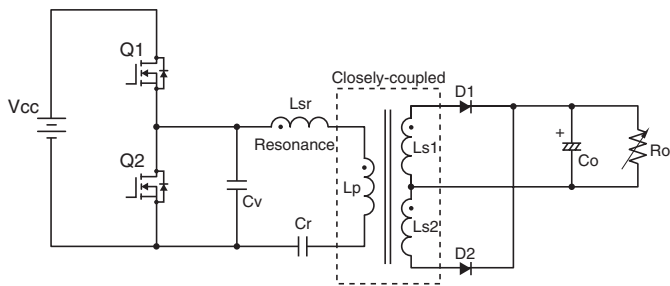 Q1
Closely-coupled
D1
Vcc
Lsr
+
Ls1
Resonance
Co
Ro
Q2
Lp
Cv
Ls2
Cr
D2